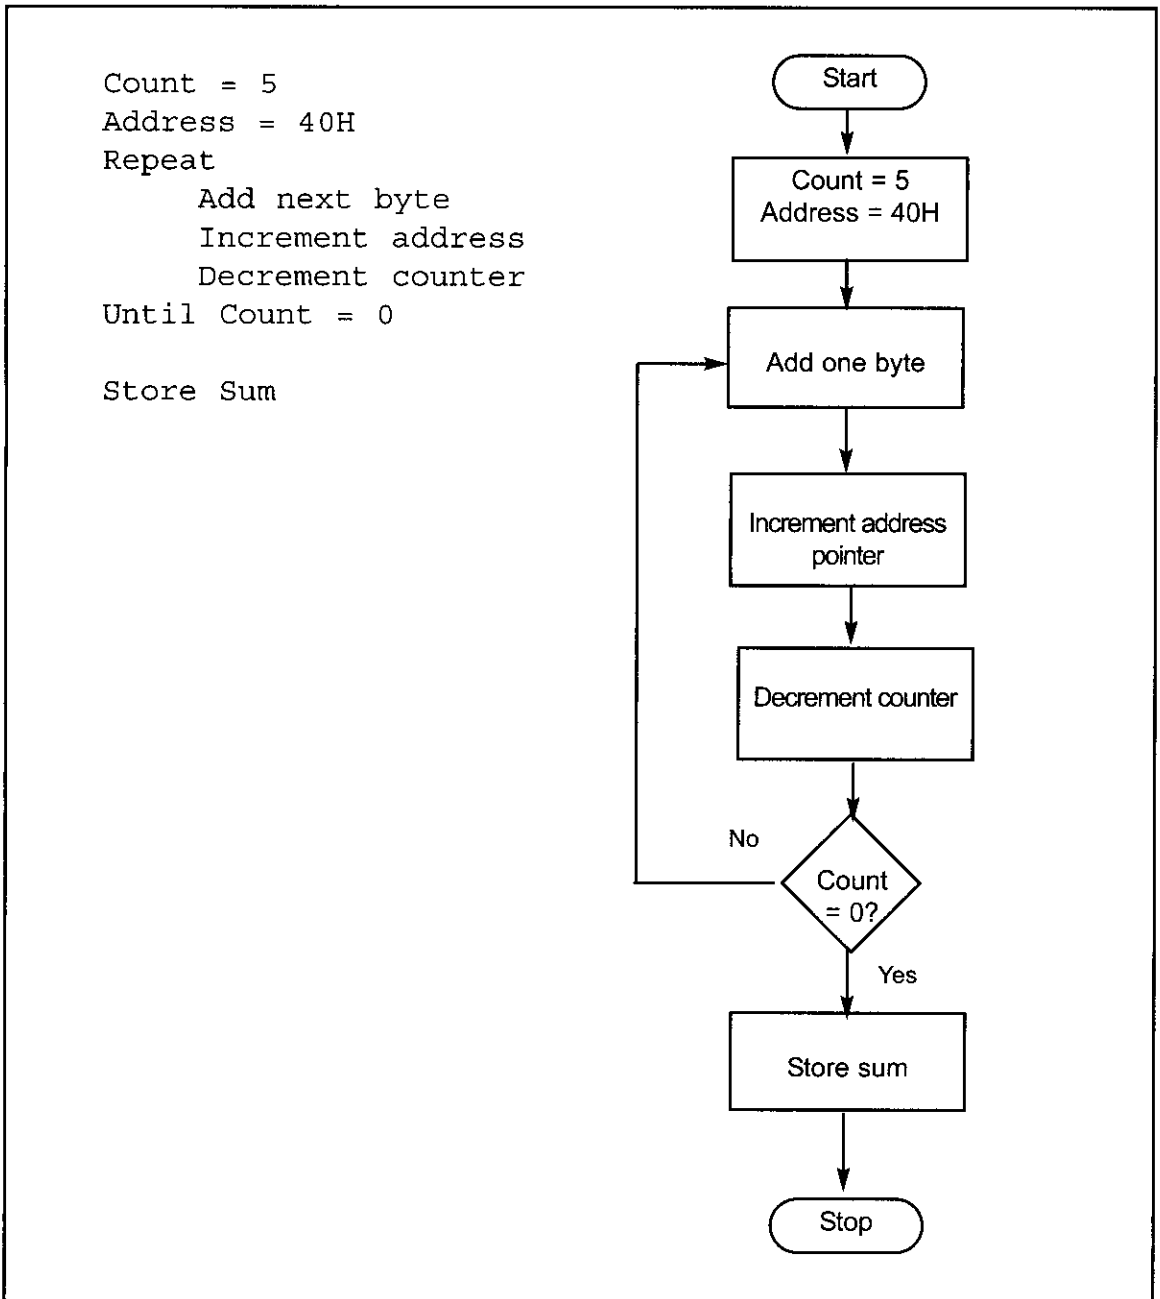 Count = 5
Address = 40H
Repeat
Add next byte
Increment address
Decrement counter
Until Count = 0
Store Sum
Start
Count = 5
Address = 40H
Add one byte
Increment address
pointer
Decrement counter
No
Count
= 0?
Yes
Store sum
Stop